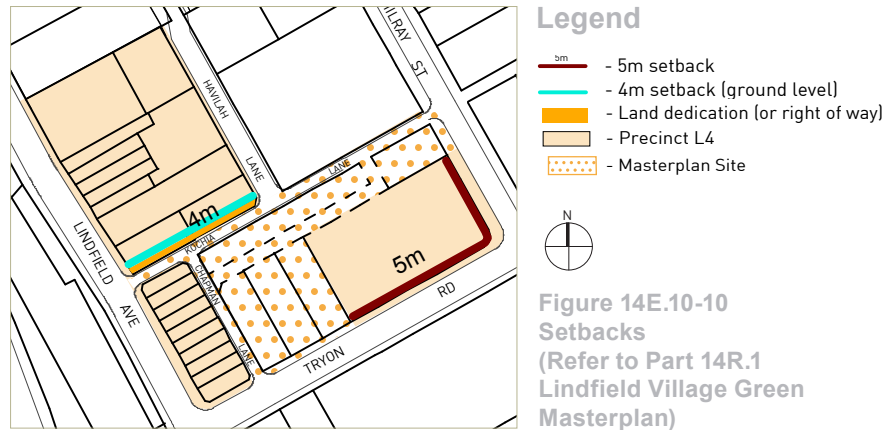 HAVILAH
LANE
ILRAY
ST
LANE
4m
KOCHIA
LINDFIELD
AVE
CHAPMAN
LANE
5m
TRYON
RD
Legend
5m
- 5m setback
- 4m setback (ground level)
- Land dedication (or right of way)
- Precinct L4
- Masterplan Site
N
Figure 14E.10-10
Setbacks
(Refer to Part 14R.1
Lindfield Village Green
Masterplan)